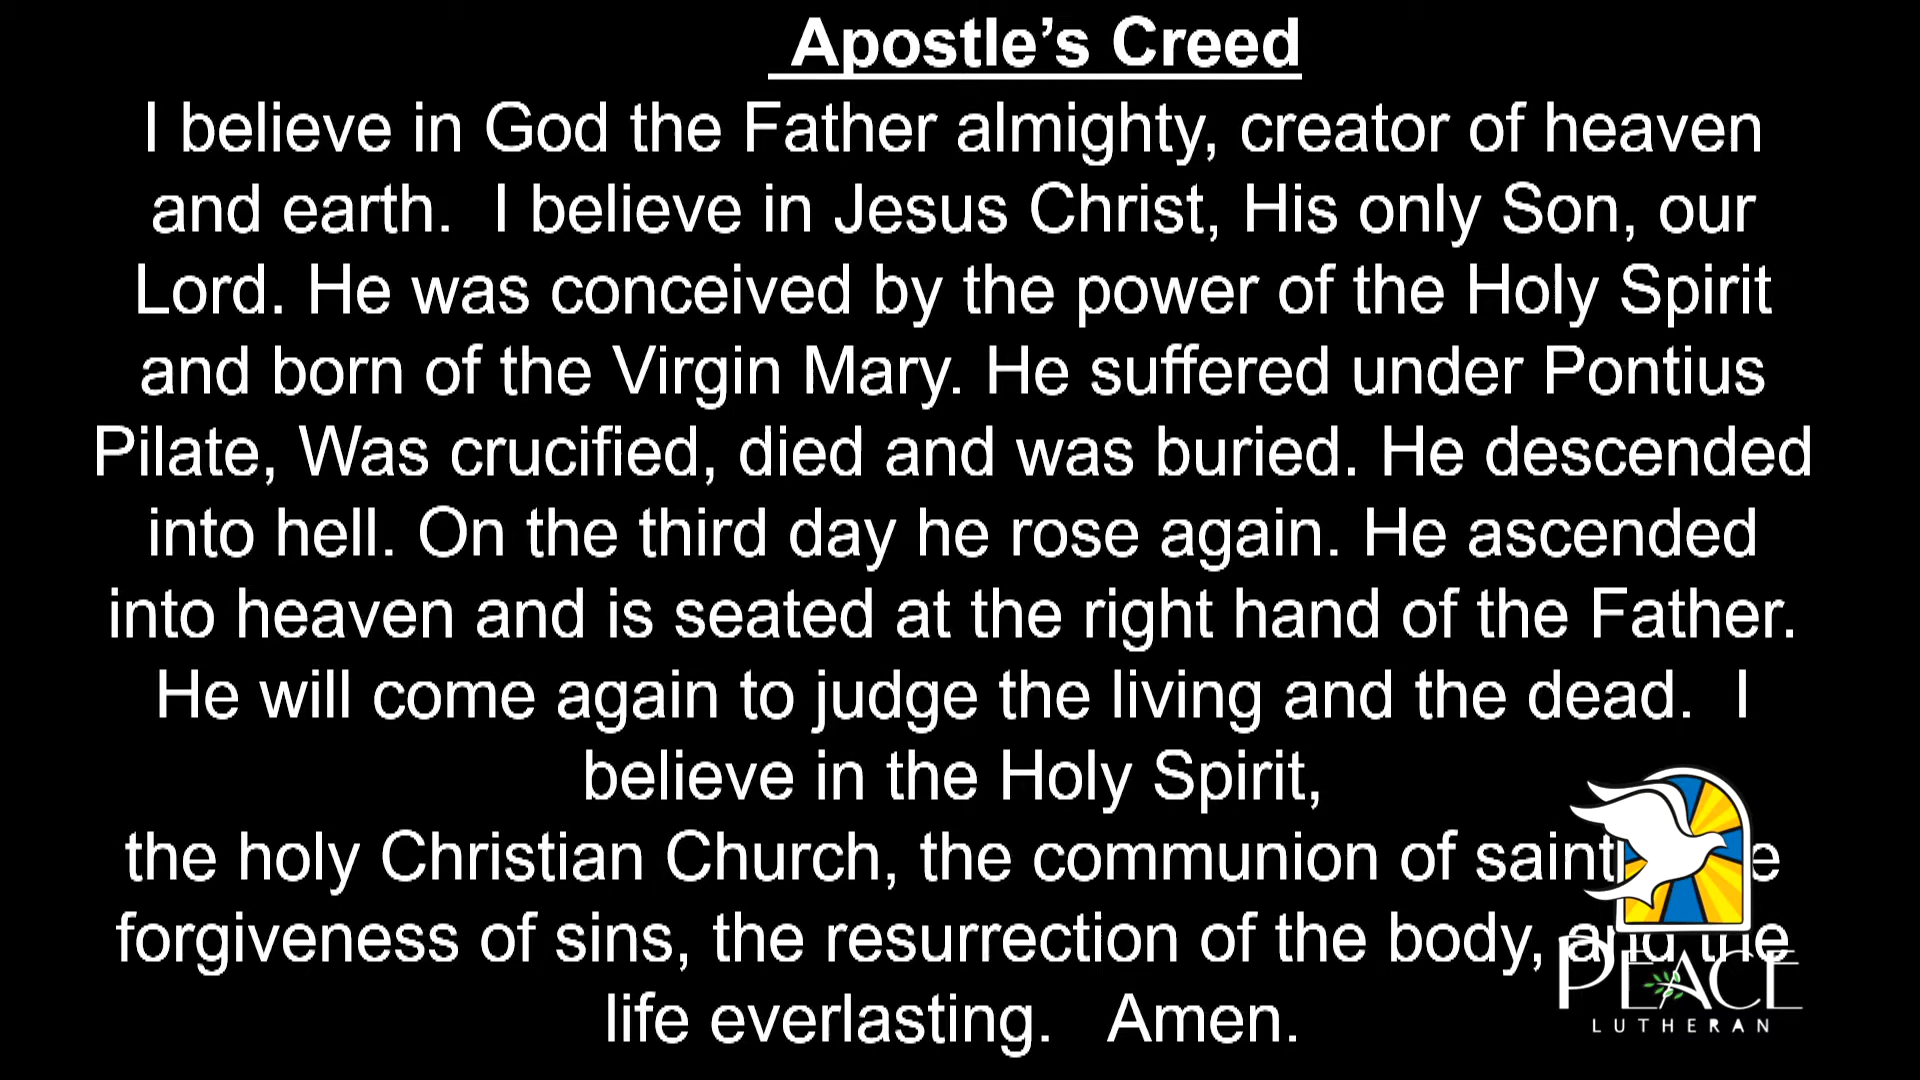 Apostle’s Creed
I believe in God the Father almighty, creator of heaven
and earth.  I believe in Jesus Christ, His only Son, our
Lord. He was conceived by the power of the Holy Spirit
and born of the Virgin Mary. He suffered under Pontius
Pilate, Was crucified, died and was buried. He descended
into hell. On the third day he rose again. He ascended
into heaven and is seated at the right hand of the Father.
He will come again to judge the living and the dead.  I
believe in the Holy Spirit,
the holy Christian Church, the communion of
forgiveness of sins, the resurrection of the body, and the
life everlasting.   Amen.
PEACE
LUTHERAN